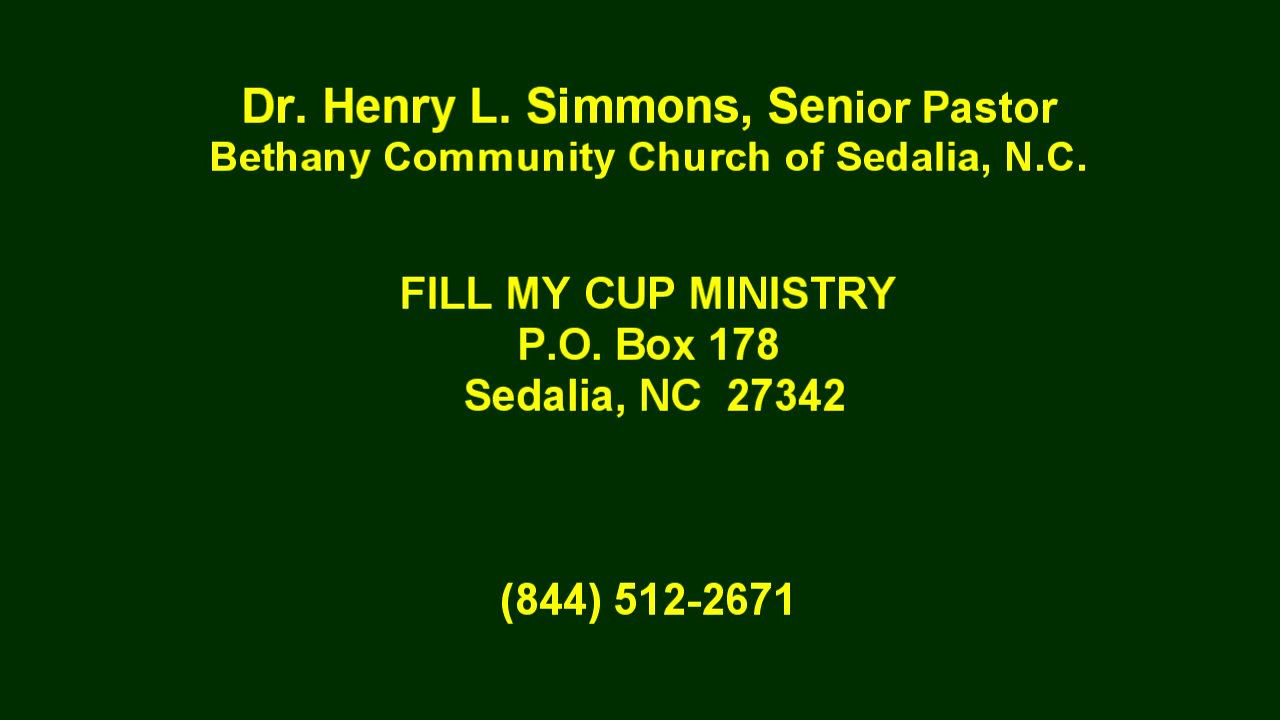 Dr. Henry L. Simmons, Senior Pastor
Bethany Community Church of Sedalia, N.C.
FILL MY CUP MINISTRY
P.O. Box 178
Sedalia, NC  27342
(844) 512-2671